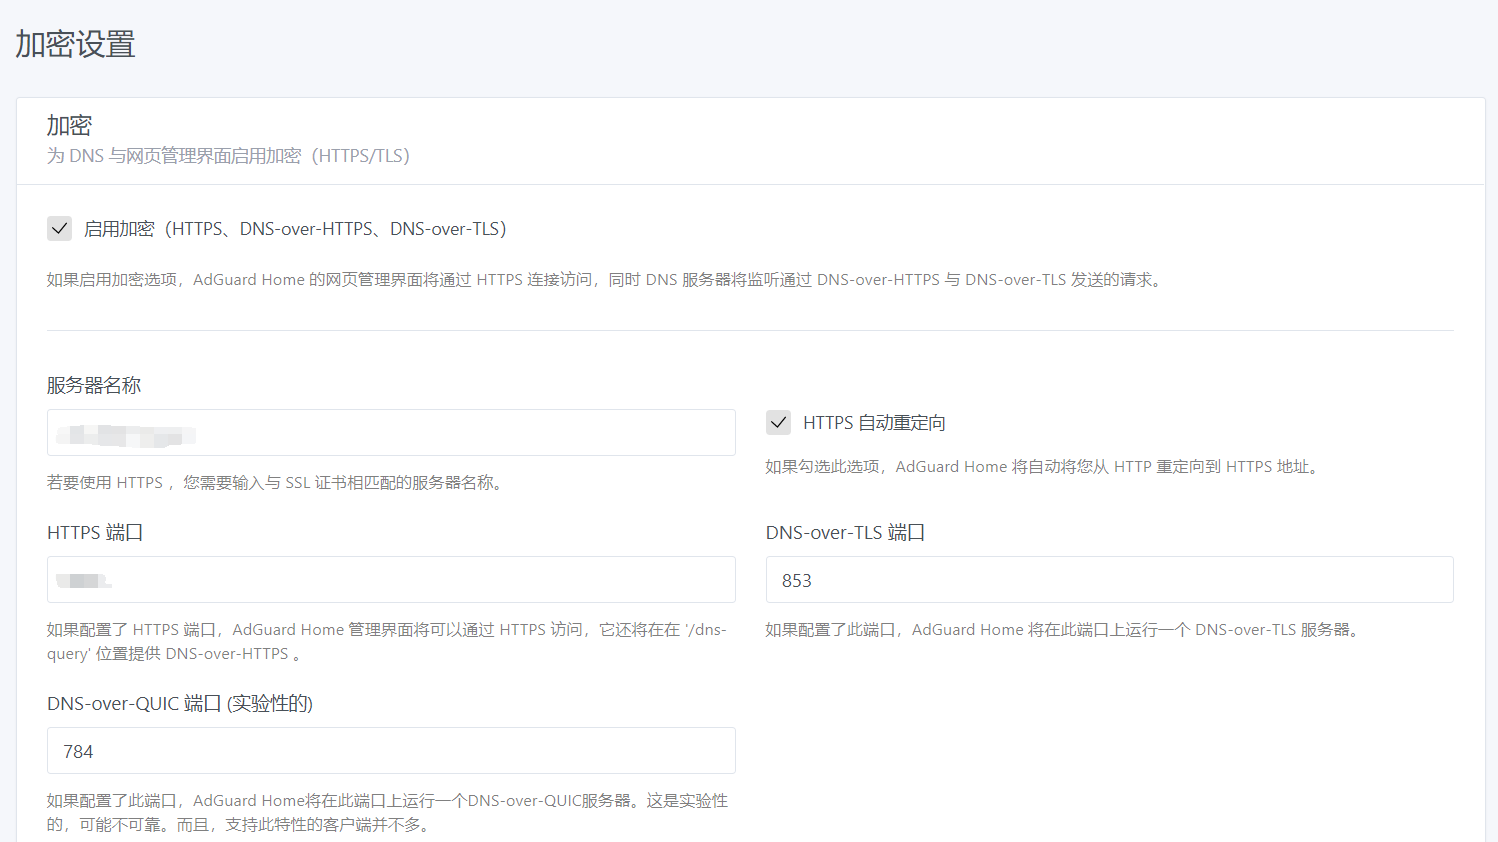 加密设置
加密
为 DNS 与网页管理界面启用加密（HTTPS/TLS）
启用加密（HTTPS、DNS-over-HTTPS、DNS-over-TLS）
如果启用加密选项，AdGuard Home 的网页管理界面将通过 HTTPS 连接访问，同时 DNS 服务器将监听通过 DNS-over-HTTPS 与 DNS-over-TLS 发送的请求。
服务器名称
若要使用 HTTPS ，您需要输入与 SSL 证书相匹配的服务器名称。
HTTPS 自动重定向
如果勾选此选项，AdGuard Home 将自动将您从 HTTP 重定向到 HTTPS 地址。
HTTPS 端口
如果配置了 HTTPS 端口，AdGuard Home 管理界面将可以通过 HTTPS 访问，它还将在在 '/dns-
query' 位置提供 DNS-over-HTTPS 。
DNS-over-TLS 端口
853
如果配置了此端口，AdGuard Home 将在此端口上运行一个 DNS-over-TLS 服务器。
DNS-over-QUIC 端口 (实验性的)
784
如果配置了此端口，AdGuard Home将在此端口上运行一个DNS-over-QUIC服务器。这是实验性
的，可能不可靠。而且，支持此特性的客户端并不多。